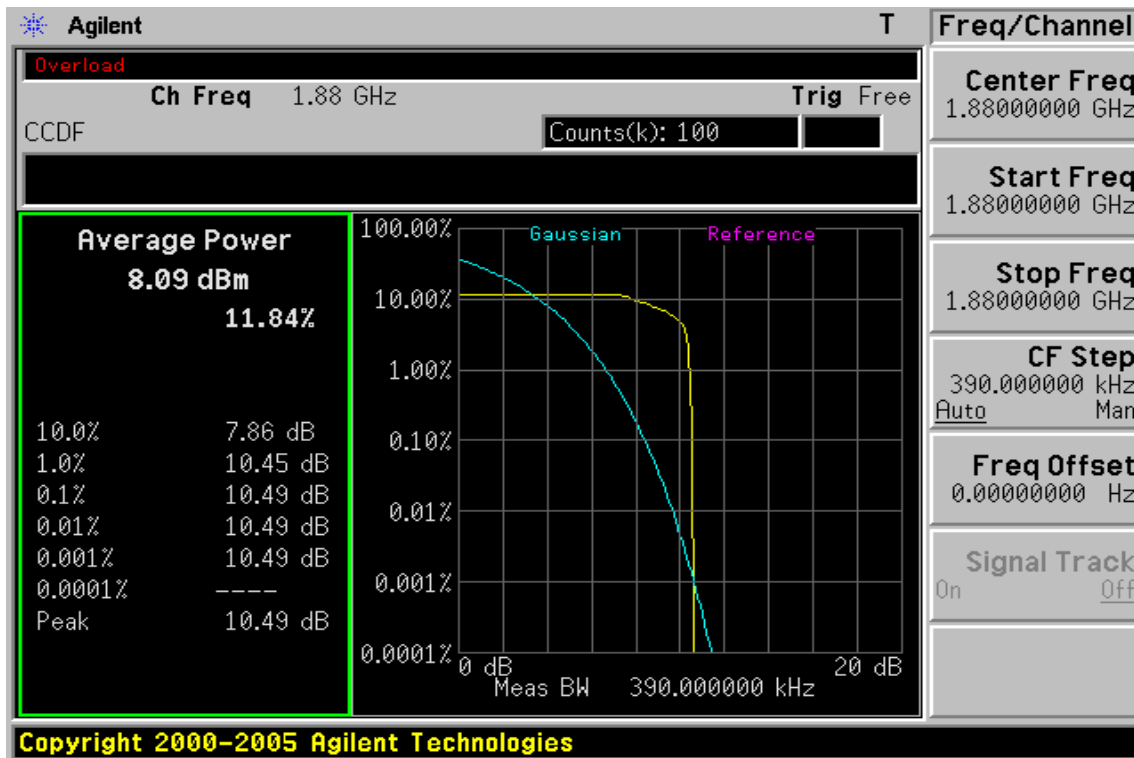 Agilent T Freq/Channel
Overload
Ch Freq 1.88 GHz Trig Free
CCDF Counts(k): 100
Average Power
8.09 dBm
11.84%
10.0% 7.86 dB
1.0% 10.45 dB
0.1% 10.49 dB
0.01% 10.49 dB
0.001% 10.49 dB
0.0001% ----
Peak 10.49 dB
100.00%
Gaussian Reference
10.00%
1.00%
0.10%
0.01%
0.001%
0.0001%
0 dB 20 dB
Meas BW 390.000000 kHz
Center Freq
1.88000000 GHz
Start Freq
1.88000000 GHz
Stop Freq
1.88000000 GHz
CF Step
390.000000 kHz
Auto Man
Freq Offset
0.00000000 Hz
Signal Track
On Off
Copyright 2000-2005 Agilent Technologies